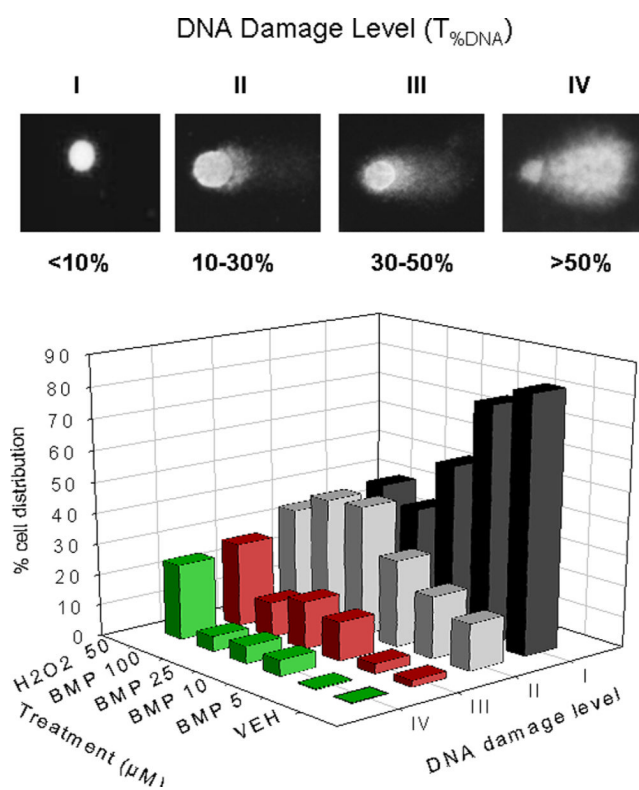 DNA Damage Level (T%DNA)
I II III IV
<10% 10-30% 30-50% >50%
90
80
70
60
50
40
30
20
10
0
% cell distribution
H2O2 50
BMP 100
BMP 25
BMP 10
BMP 5
VEH
Treatment (µM)
IV
III
II
I
DNA damage level